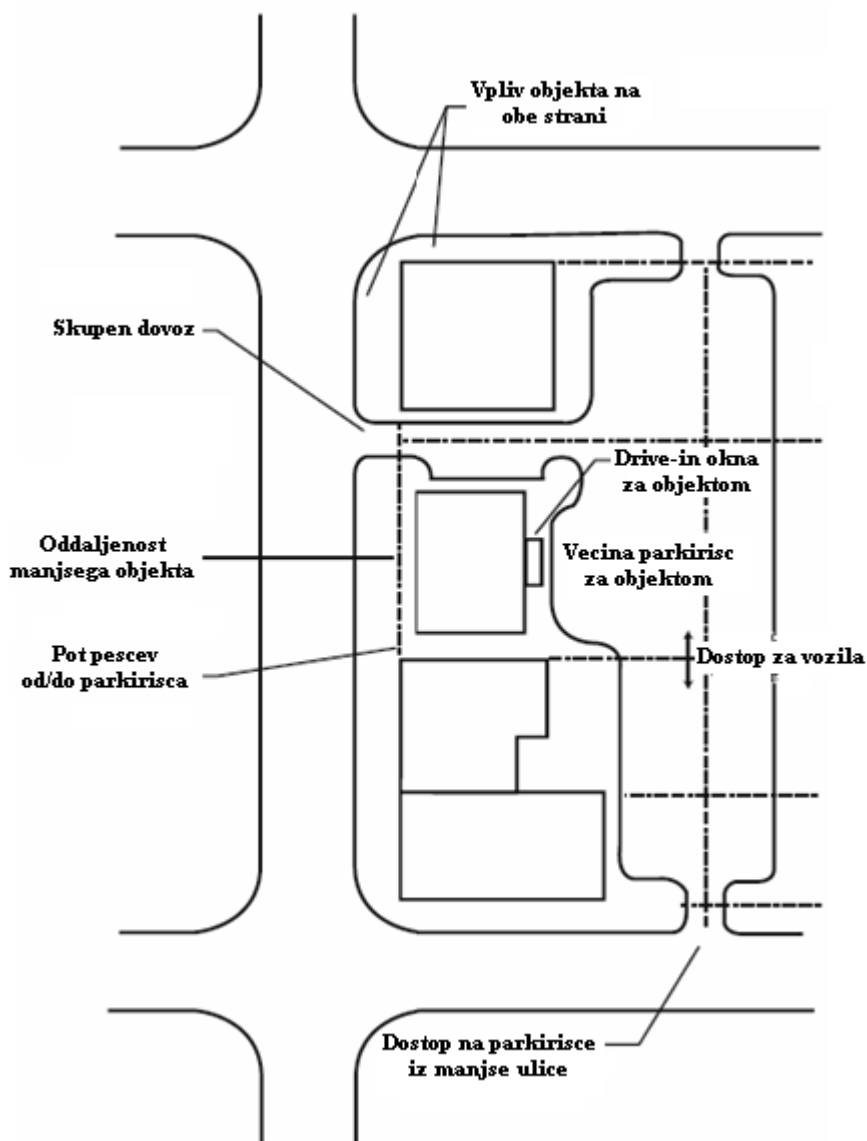 Vpliv objekta na
obe strani
Skupen dovoz
Drive-in okna
za objektom
Oddaljenost
manjsega objekta
Vecina parkirisc
za objektom
Pot pescev
od/do parkirisca
Dostop za vozila
Dostop na parkirisce
iz manjse ulice